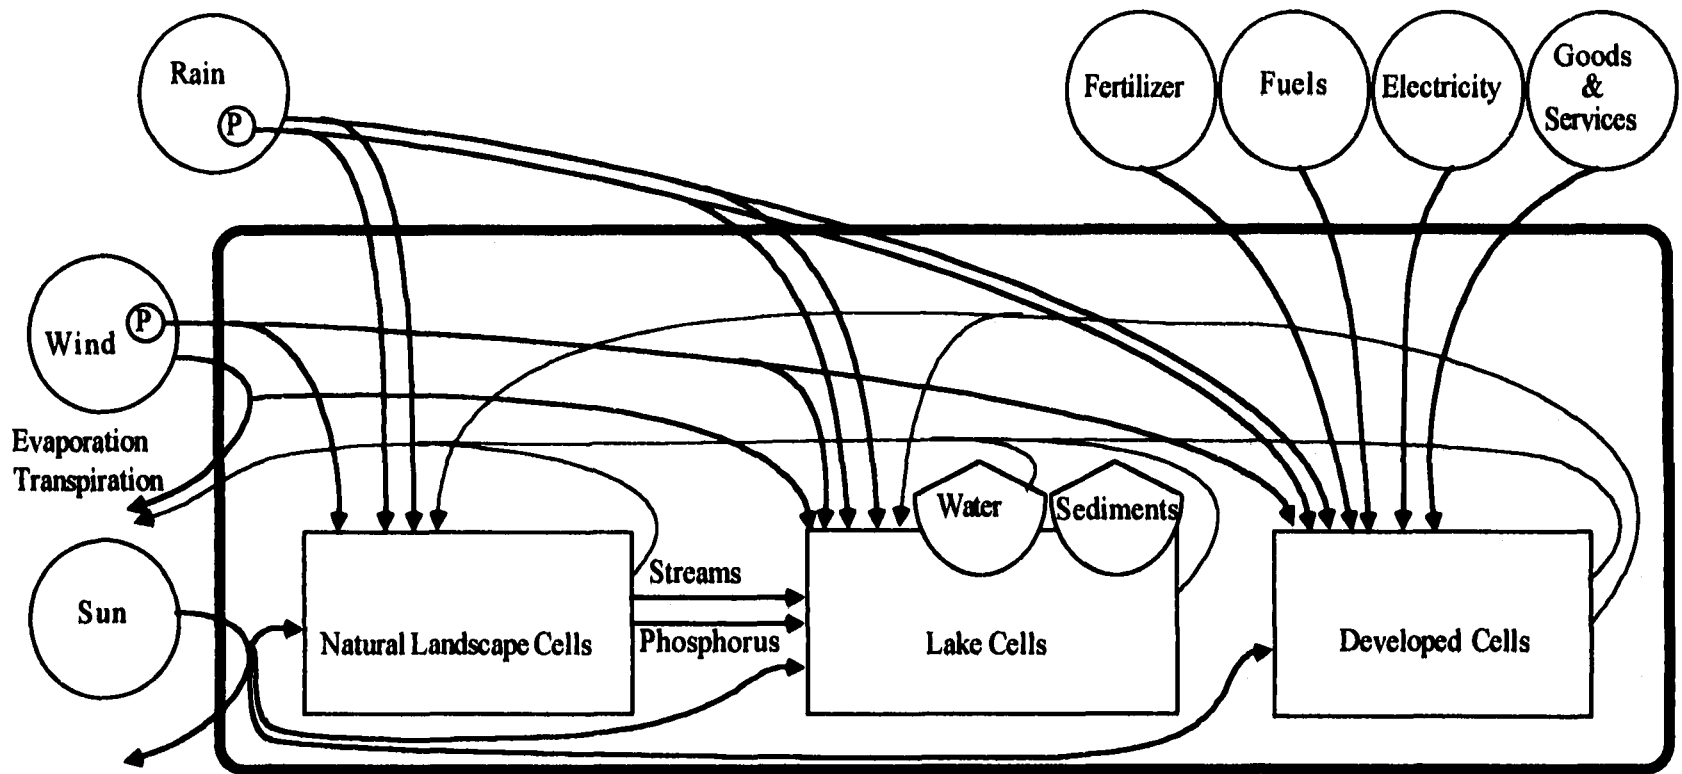 Rain
P
Fertilizer
Fuels
Electricity
Goods
&
Services
Wind
P
Evaporation
Transpiration
Water
Sediments
Sun
Streams
Natural Landscape Cells
Phosphorus
Lake Cells
Developed Cells